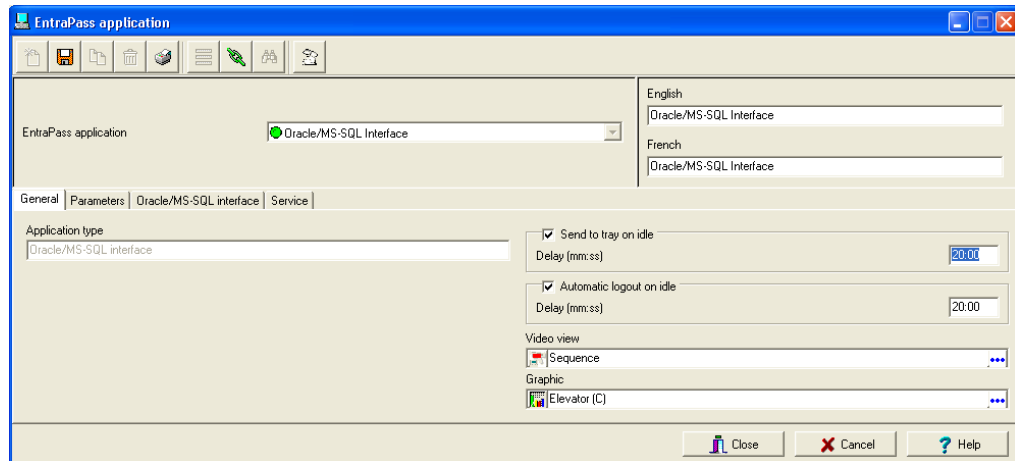 EntraPass application
English
Oracle/MS-SQL Interface
EntraPass application
Oracle/MS-SQL Interface
French
Oracle/MS-SQL Interface
General Parameters Oracle/MS-SQL interface Service
Application type
Oracle/MS-SQL interface
Send to tray on idle
Delay (mm:ss) 20:00
Automatic logout on idle
Delay (mm:ss) 20:00
Video view
Sequence
Graphic
Elevator (C)
Close Cancel Help